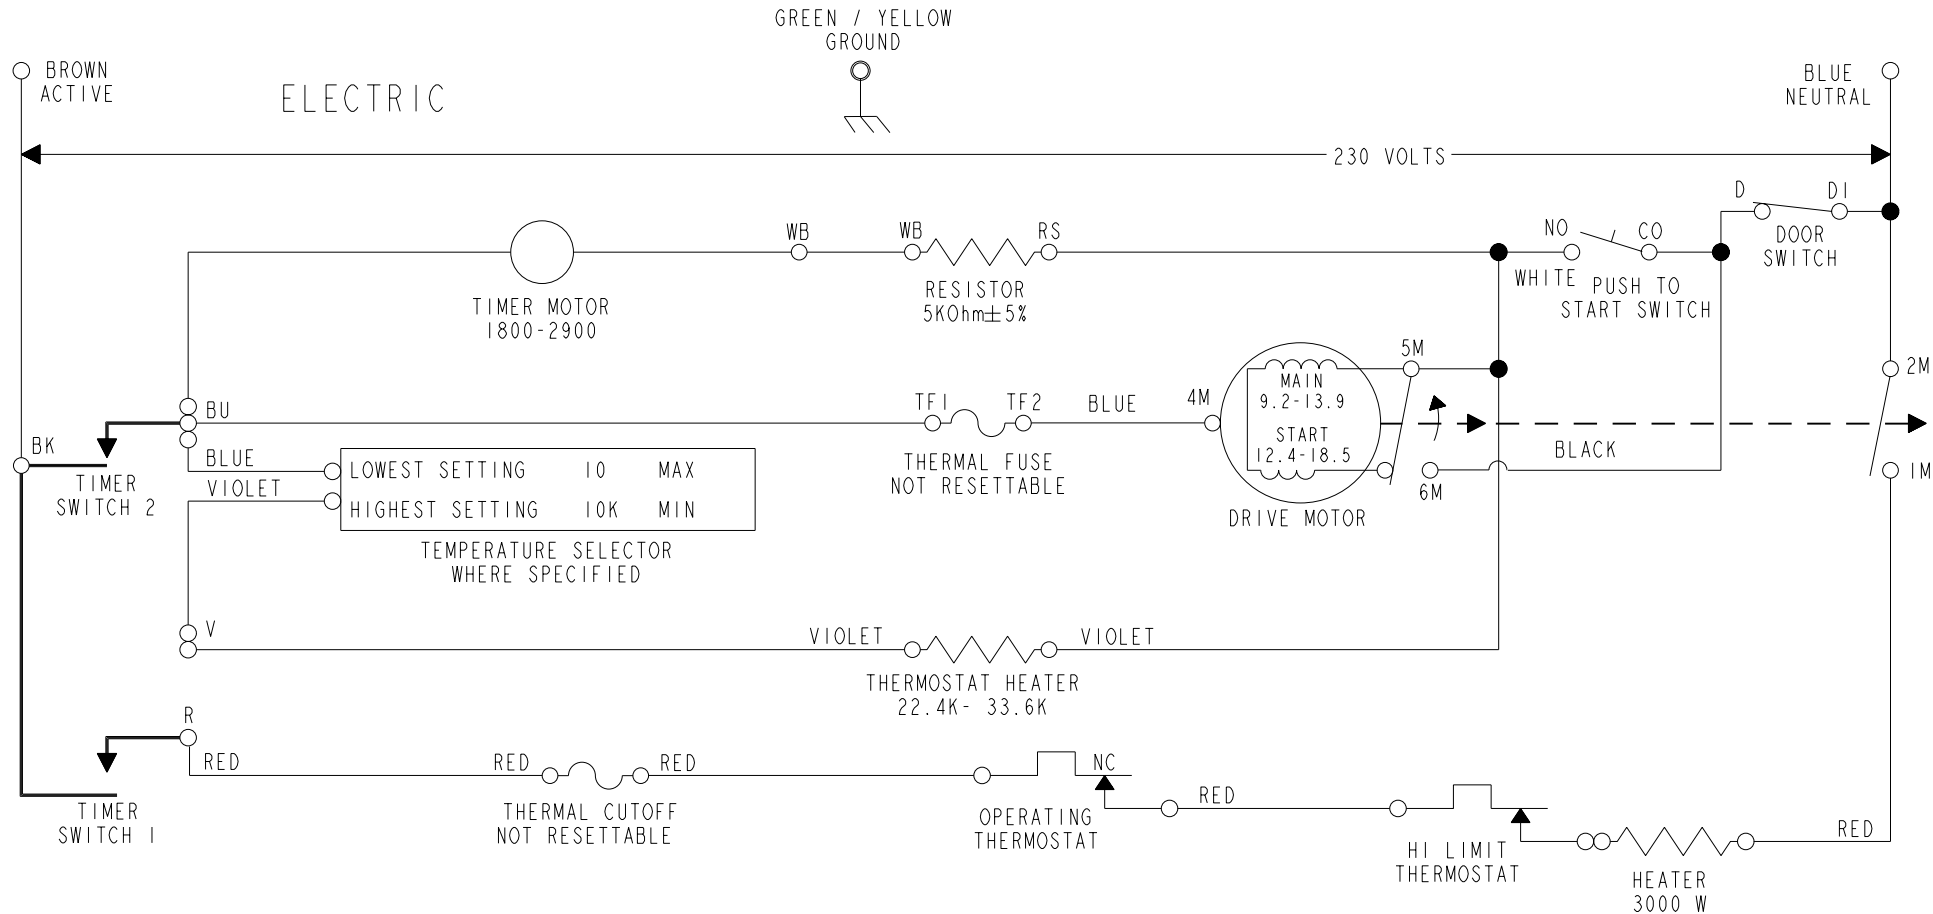 GREEN / YELLOW
GROUND
BROWN
ACTIVE
ELECTRIC
BLUE
NEUTRAL
230 VOLTS
D
D1
DOOR
SWITCH
WB
WB
RS
NO
CO
WHITE
PUSH TO
START SWITCH
TIMER MOTOR
1800-2900
RESISTOR
5KOhm±5%
5M
2M
MAIN
9.2-13.9
START
12.4-18.5
4M
6M
1M
DRIVE MOTOR
BLACK
BU
TF1
TF2
BLUE
THERMAL FUSE
NOT RESETTABLE
BK
TIMER
SWITCH 2
BLUE
VIOLET
LOWEST SETTING 10 MAX
HIGHEST SETTING 10K MIN
TEMPERATURE SELECTOR
WHERE SPECIFIED
V
VIOLET
VIOLET
THERMOSTAT HEATER
22.4K- 33.6K
R
RED
RED
RED
THERMAL CUTOFF
NOT RESETTABLE
TIMER
SWITCH 1
NC
OPERATING
THERMOSTAT
RED
HI LIMIT
THERMOSTAT
RED
HEATER
3000 W